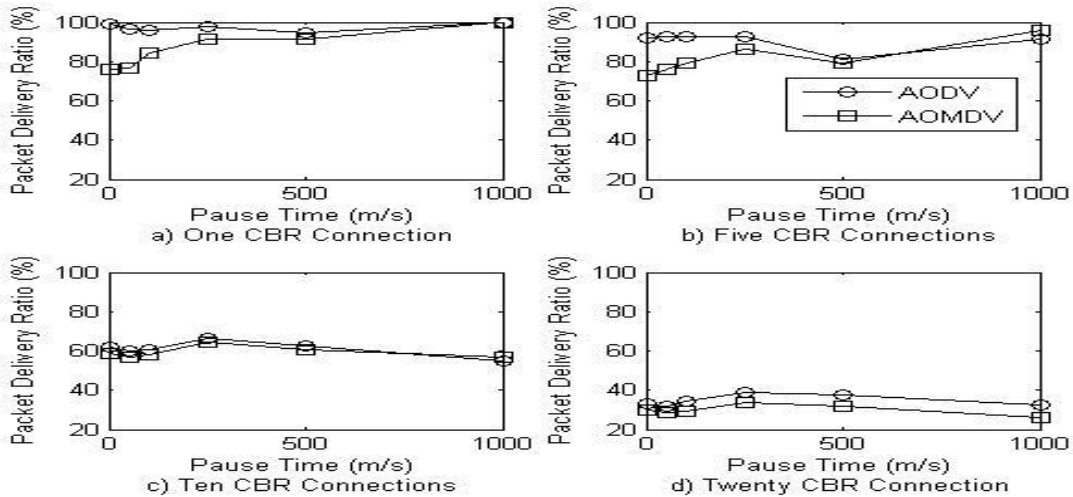 Packet Delivery Ratio (%)
100
80
60
40
20
0
500
1000
Pause Time (m/s)
a) One CBR Connection
Packet Delivery Ratio (%)
100
80
60
40
20
0
500
1000
AODV
AOMDV
Pause Time (m/s)
b) Five CBR Connections
Packet Delivery Ratio (%)
100
80
60
40
20
0
500
1000
Pause Time (m/s)
c) Ten CBR Connections
Packet Delivery Ratio (%)
100
80
60
40
20
0
500
1000
Pause Time (m/s)
d) Twenty CBR Connection